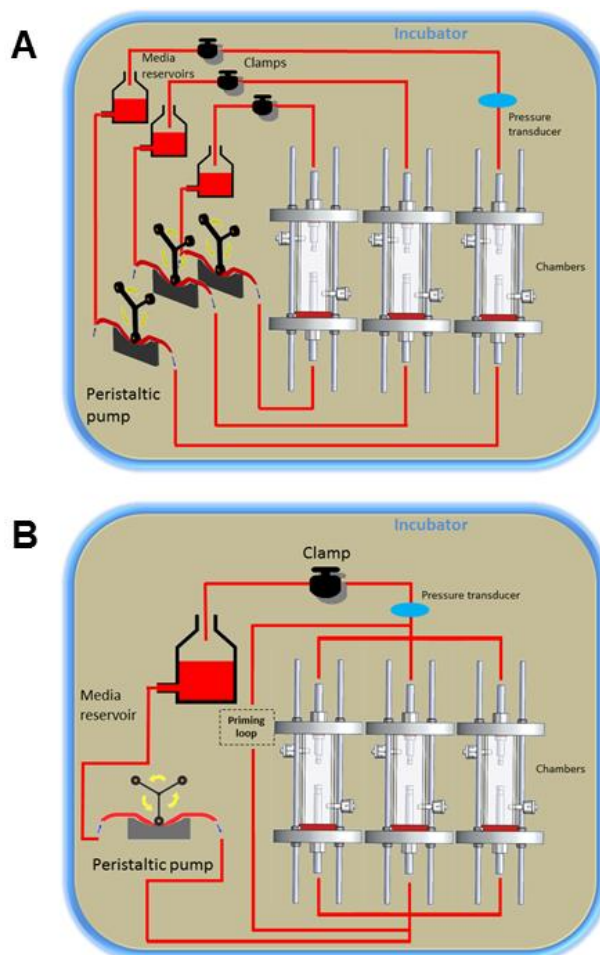 A
Incubator
Media
reservoirs
Clamps
Pressure
transducer
Chambers
Peristaltic
pump
B
Incubator
Clamp
Pressure transducer
Media
reservoir
Priming
loop
Chambers
Peristaltic pump